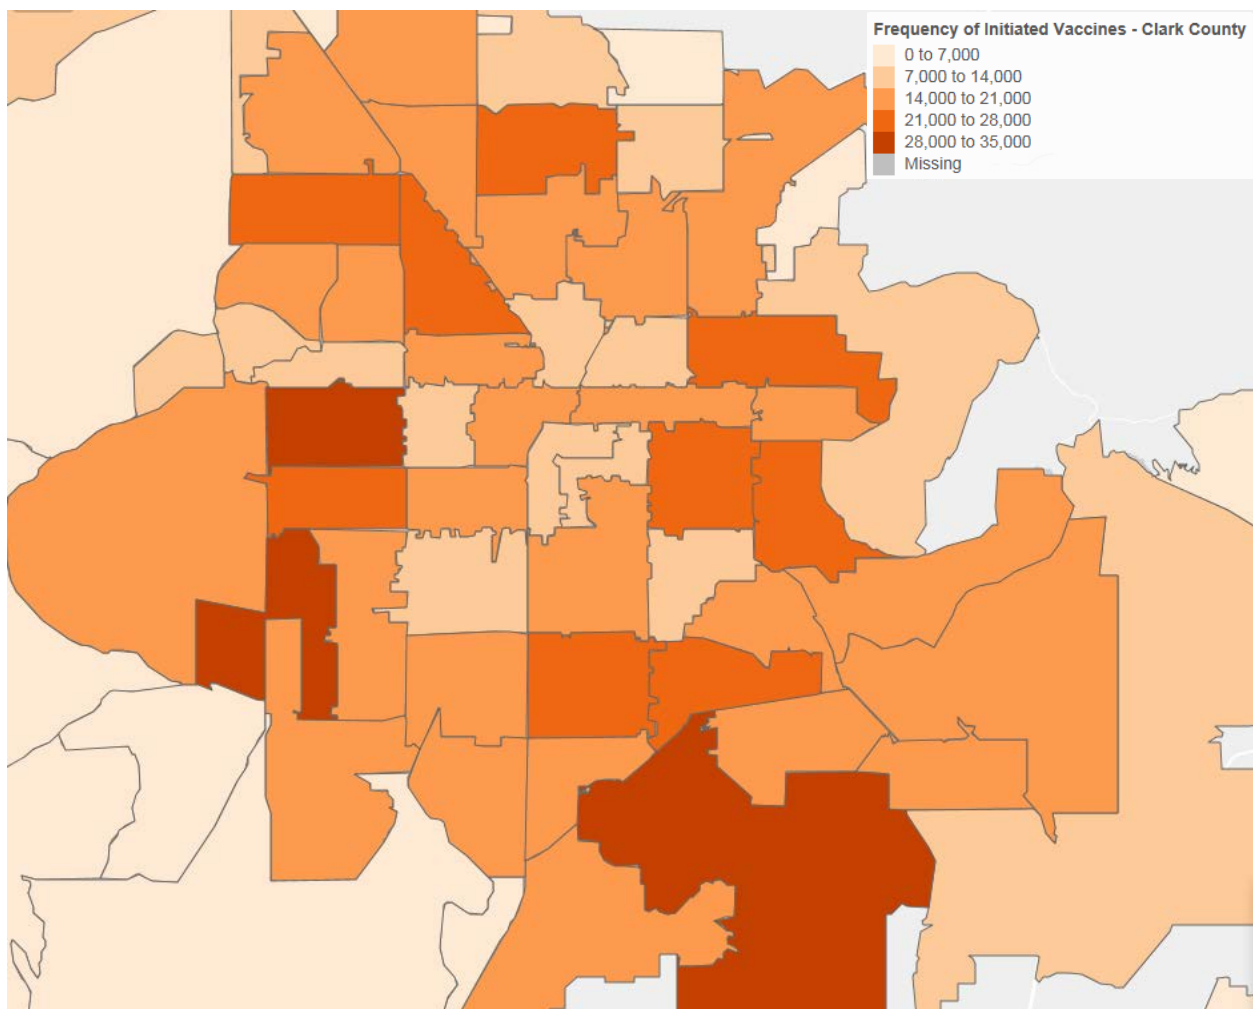 Frequency of Initiated Vaccines - Clark County
0 to 7,000
7,000 to 14,000
14,000 to 21,000
21,000 to 28,000
28,000 to 35,000
Missing